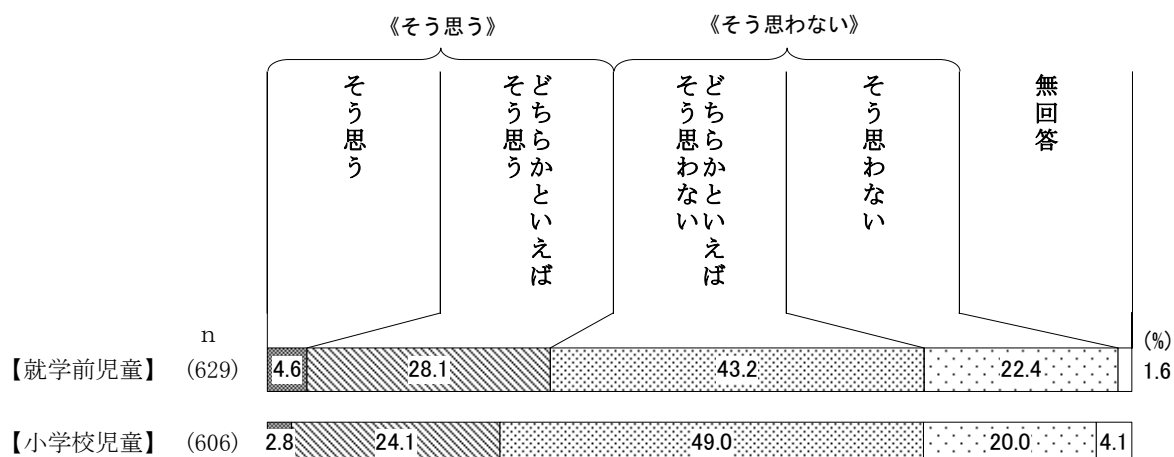 《そう思う》
《そう思わない》
そう思う
どちらかといえば
そう思う
どちらかといえば
そう思わない
そう思わない
無回答
n
(%)
【就学前児童】 (629) 4.6 28.1 43.2 22.4 1.6
【小学校児童】 (606) 2.8 24.1 49.0 20.0 4.1